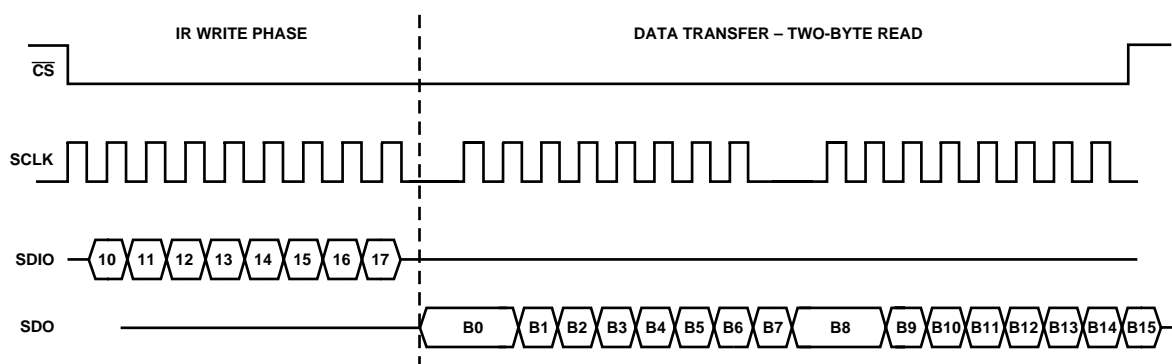 IR WRITE PHASE DATA TRANSFER – TWO-BYTE READ
CS
SCLK
SDIO 10 11 12 13 14 15 16 17
SDO B0 B1 B2 B3 B4 B5 B6 B7 B8 B9 B10 B11 B12 B13 B14 B15